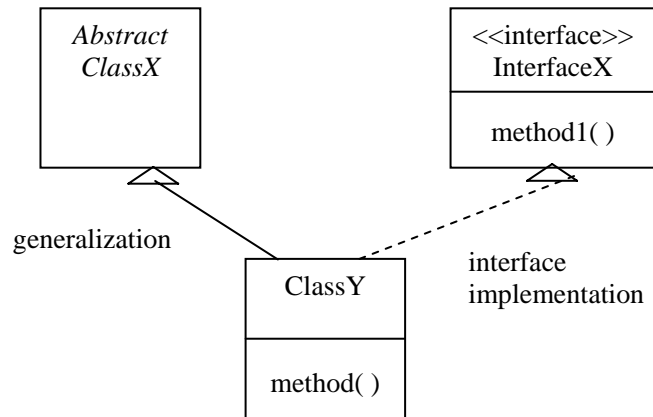 Abstract
ClassX
<<interface>>
InterfaceX
method1( )
generalization
interface
implementation
ClassY
method( )